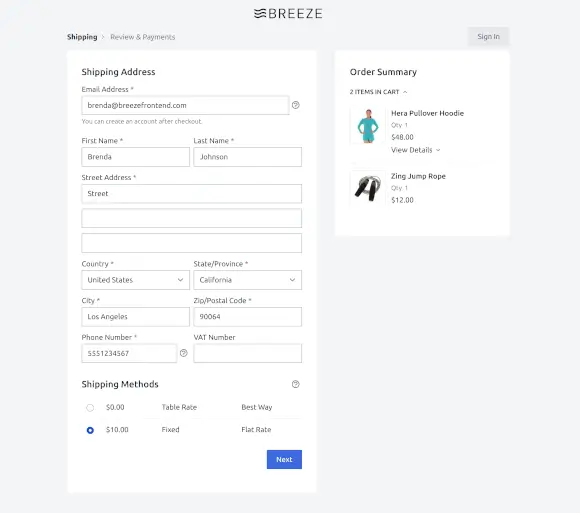 BREEZE
Shipping > Review & Payments
Sign In
Shipping Address
Email Address *
brenda@breezefrontend.com
You can create an account after checkout.
First Name *
Last Name *
Brenda
Johnson
Street Address *
Street
Country *
State/Province *
United States
California
City *
Zip/Postal Code *
Los Angeles
90064
Phone Number *
VAT Number
5551234567
Shipping Methods
$0.00 Table Rate Best Way
$10.00 Fixed Flat Rate
Next
Order Summary
2 ITEMS IN CART
Hera Pullover Hoodie
Qty 1
$48.00
View Details
Zing Jump Rope
Qty 1
$12.00